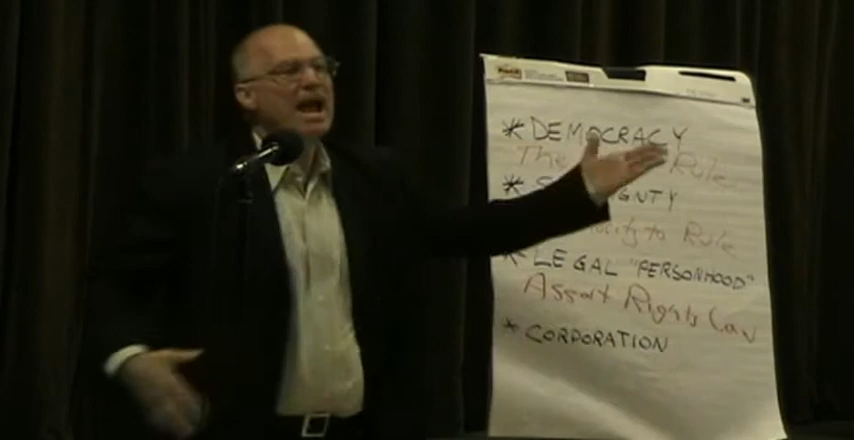 * DEMOCRACY
The Rule
* GNTY
to Rule
* LEGAL "PERSONHOOD"
Assert Rights Law
* CORPORATION